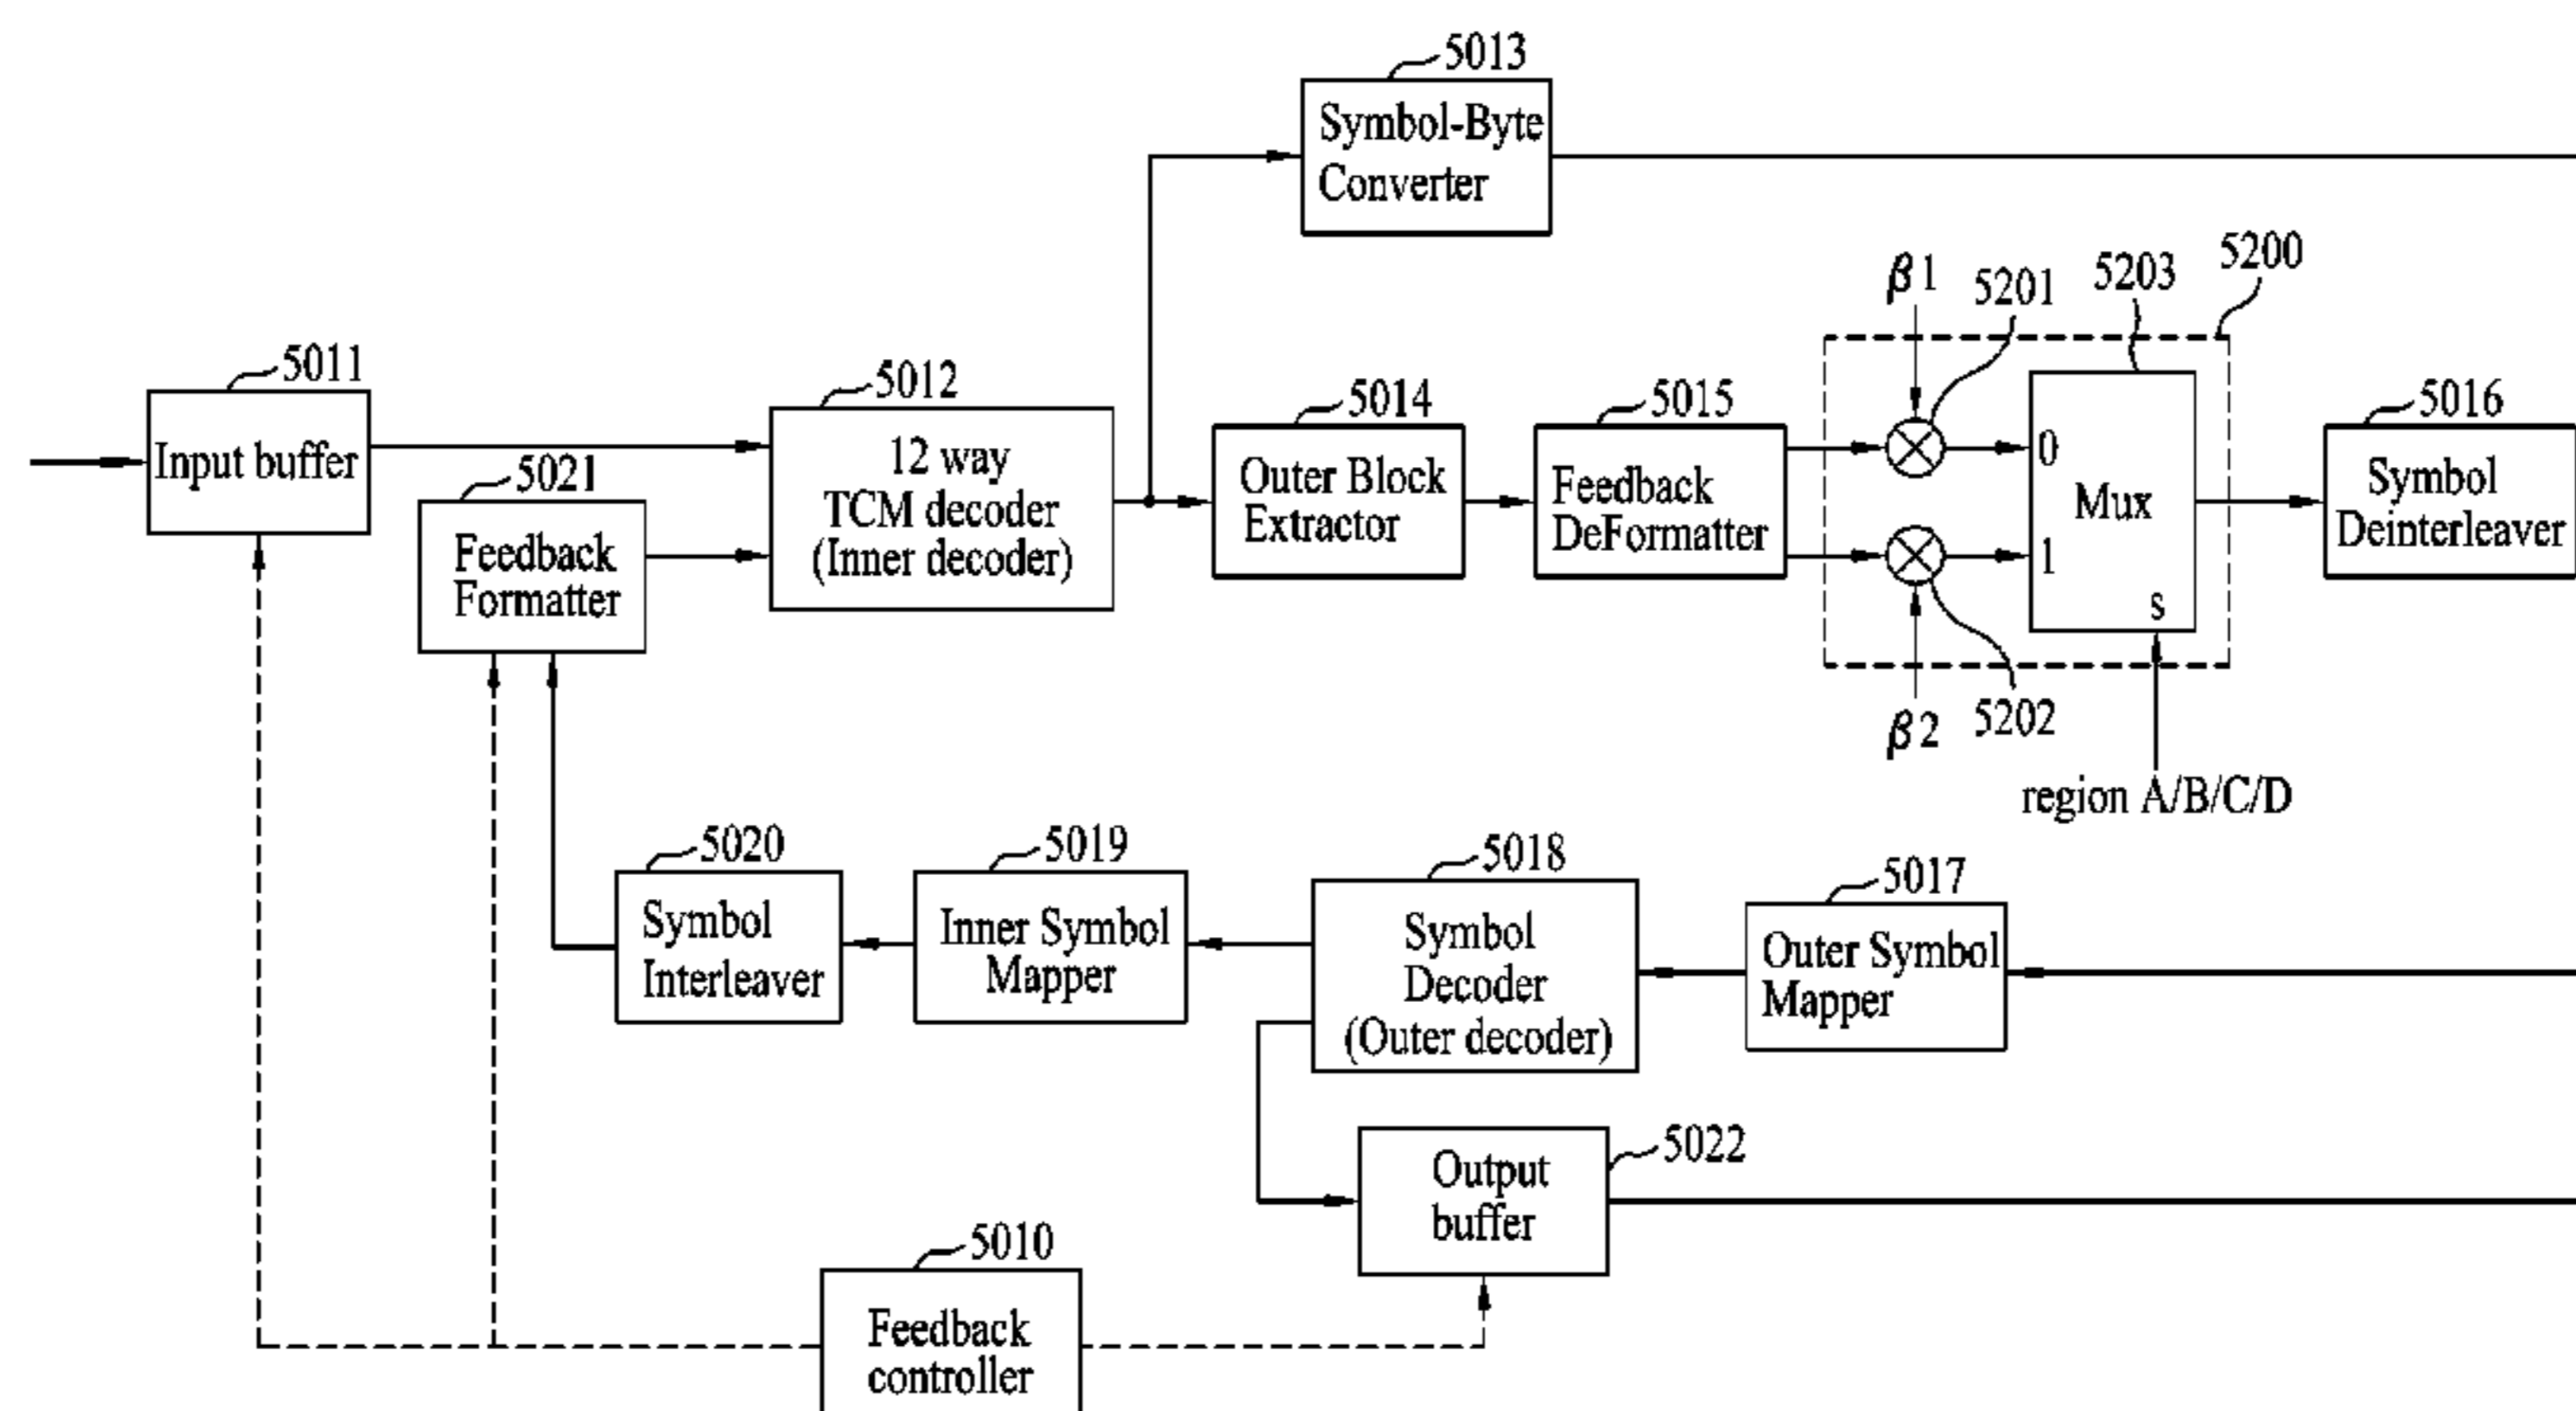 5013
Symbol-Byte
Converter
5200
5203
5201
β1
5011
Input buffer
5012
12 way
TCM decoder
(Inner decoder)
5014
Outer Block
Extractor
5015
Feedback
DeFormatter
0
Mux
1
s
5016
Symbol
Deinterleaver
5021
Feedback
Formatter
β2
5202
region A/B/C/D
5020
Symbol
Interleaver
5019
Inner Symbol
Mapper
5018
Symbol
Decoder
(Outer decoder)
5017
Outer Symbol
Mapper
5022
Output
buffer
5010
Feedback
controller